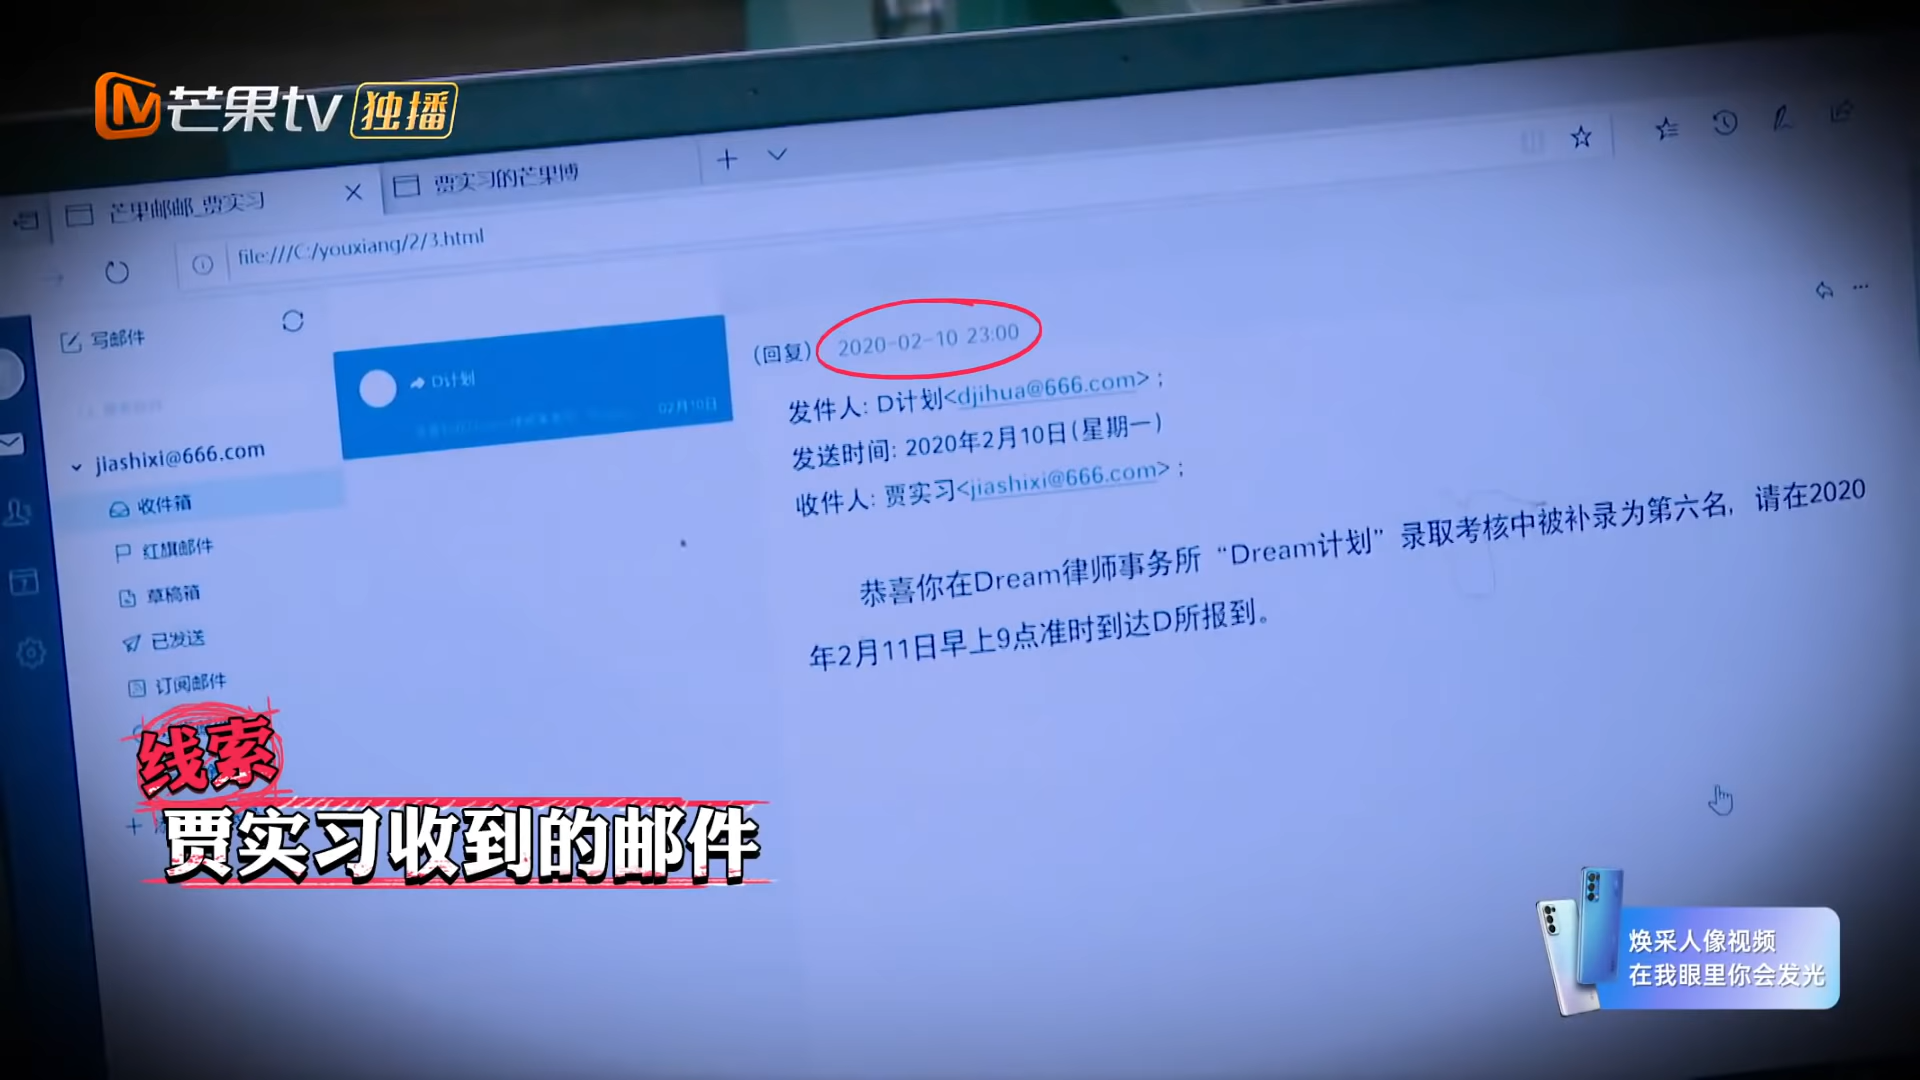 芒果tv 独播
芒果邮邮_贾实习
贾实习的芒果博
file:///C:/youxiang/2/3.html
写邮件
jiashixi@666.com
收件箱
红旗邮件
草稿箱
已发送
订阅邮件
D计划
02月10日
(回复) 2020-02-10 23:00
发件人: D计划<djihua@666.com>;
发送时间: 2020年2月10日(星期一)
收件人: 贾实习<jiashixi@666.com>;
恭喜你在Dream律师事务所“Dream计划”录取考核中被补录为第六名, 请在2020
年2月11日早上9点准时到达D所报到。
线索
贾实习收到的邮件
焕采人像视频
在我眼里你会发光